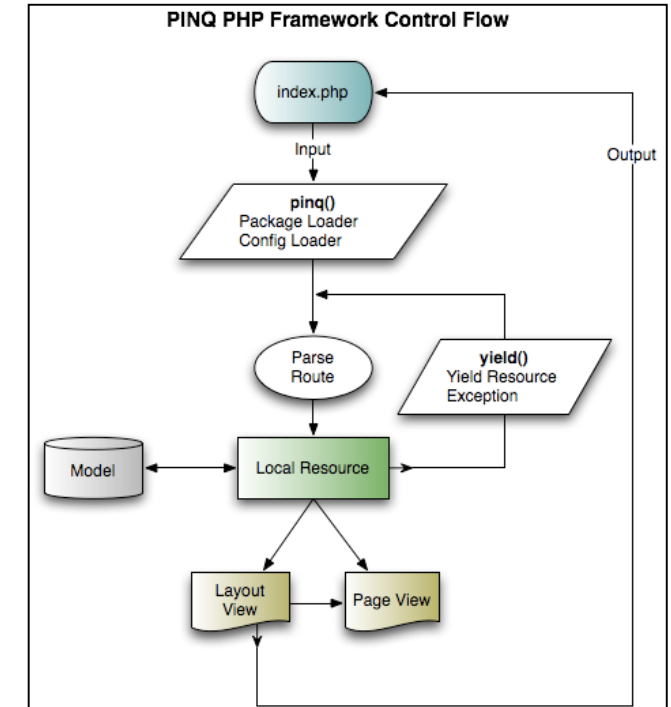 PINQ PHP Framework Control Flow
index.php
Input
Output
pinq()
Package Loader
Config Loader
Parse
Route
yield()
Yield Resource
Exception
Model
Local Resource
Layout
View
Page View